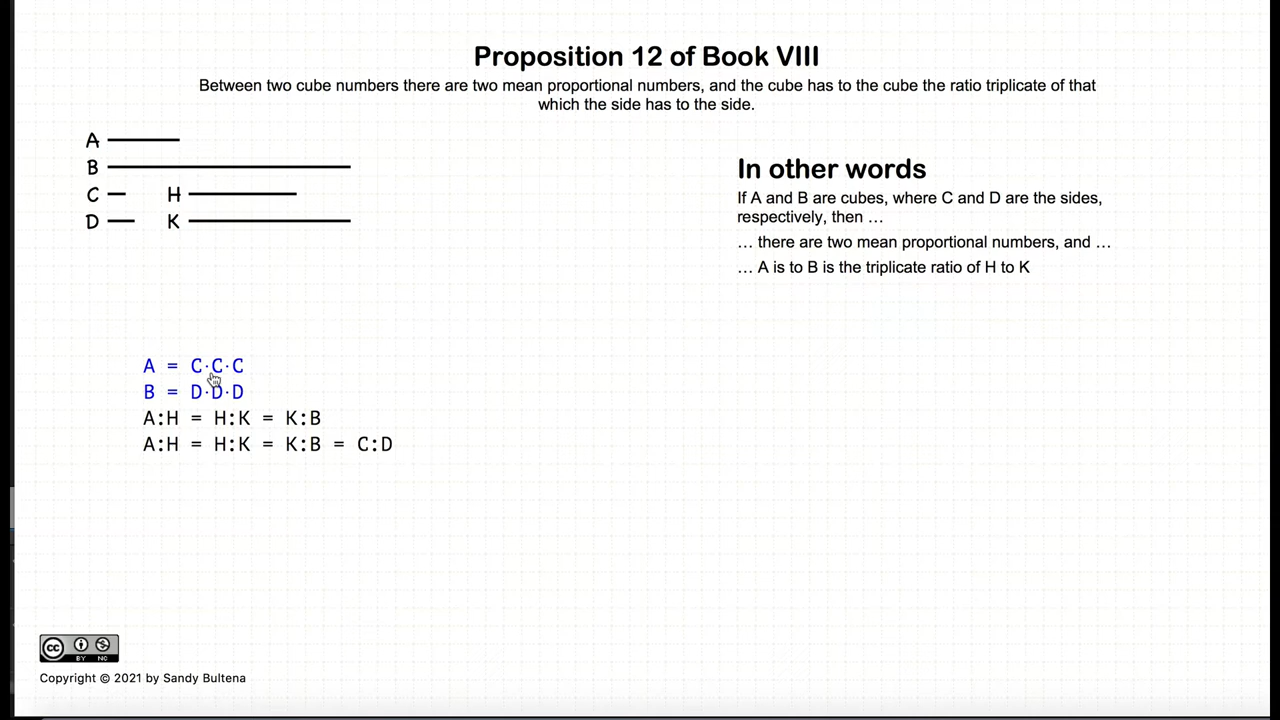 Proposition 12 of Book VIII
Between two cube numbers there are two mean proportional numbers, and the cube has to the cube the ratio triplicate of that
which the side has to the side.
A
B
C H
D K
In other words
If A and B are cubes, where C and D are the sides,
respectively, then …
… there are two mean proportional numbers, and …
… A is to B is the triplicate ratio of H to K
A = C·C·C
B = D·D·D
A:H = H:K = K:B
A:H = H:K = K:B = C:D
cc BY NC
Copyright © 2021 by Sandy Bultena